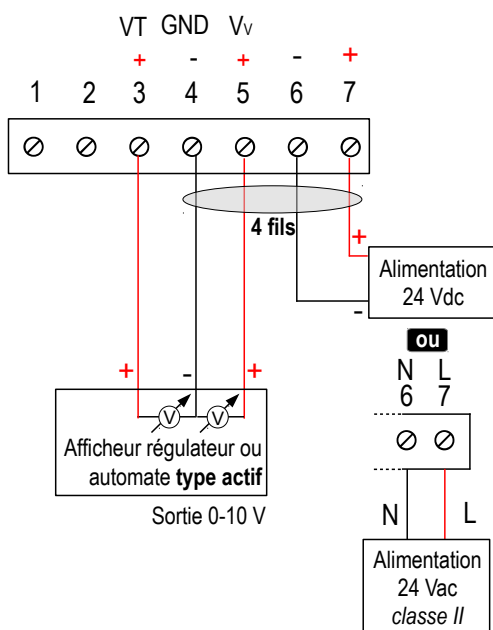 VT GND Vv
+ - + - +
1 2 3 4 5 6 7
4 fils
+
Alimentation
24 Vdc
-
ou
N L
6 7
+ - +
V V
Afficheur régulateur ou
automate type actif
Sortie 0-10 V
N L
Alimentation
24 Vac
classe II